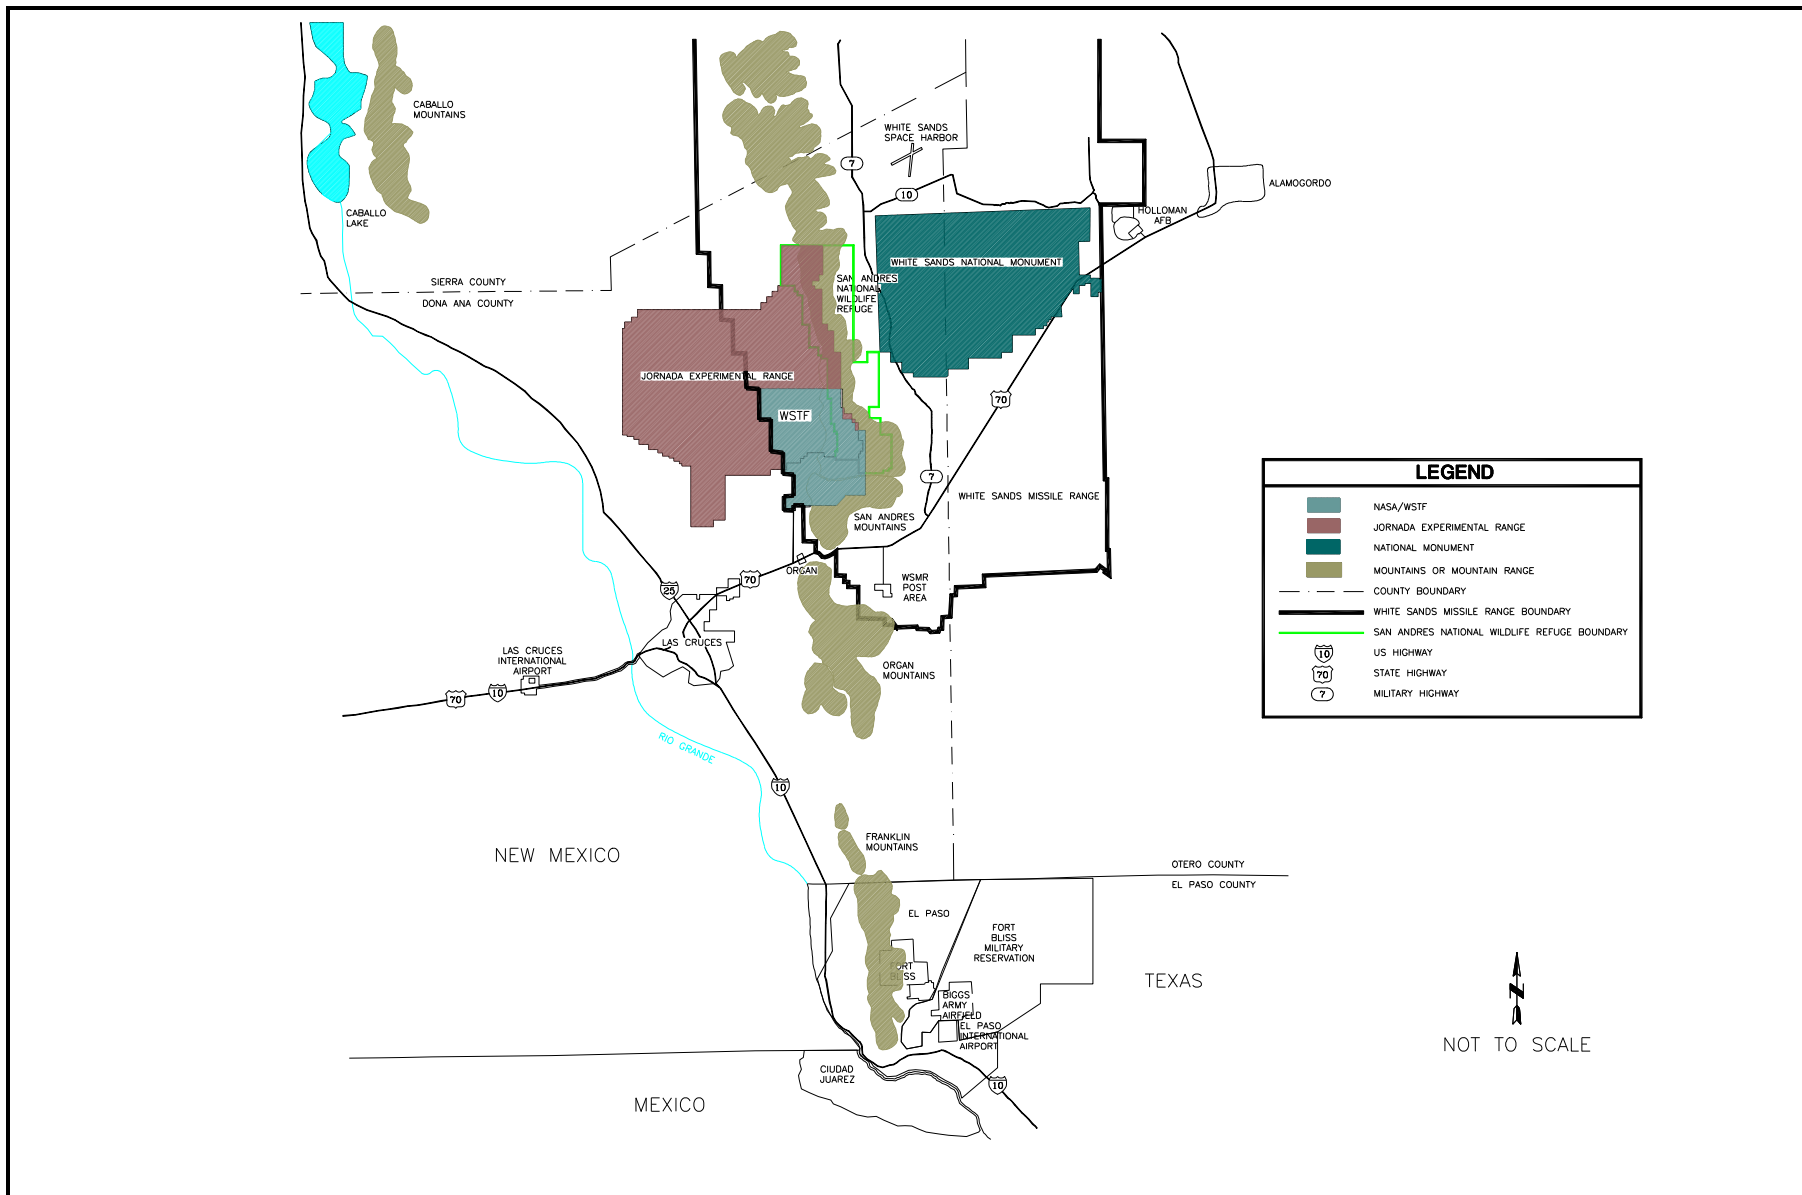 CABALLO
MOUNTAINS
WHITE SANDS
SPACE HARBOR
7
10
ALAMOGORDO
HOLLOMAN
AFB
CABALLO
LAKE
WHITE SANDS NATIONAL MONUMENT
SIERRA COUNTY
DONA ANA COUNTY
SAN ANDRES
NATIONAL
WILDLIFE
REFUGE
JORNADA EXPERIMENTAL RANGE
WSTF
70
7
WHITE SANDS MISSILE RANGE
SAN ANDRES
MOUNTAINS
ORGAN
70
25
WSMR
POST
AREA
LAS CRUCES
LAS CRUCES
INTERNATIONAL
AIRPORT
70
10
ORGAN
MOUNTAINS
RIO GRANDE
10
LEGEND
NASA/WSTF
JORNADA EXPERIMENTAL RANGE
NATIONAL MONUMENT
MOUNTAINS OR MOUNTAIN RANGE
COUNTY BOUNDARY
WHITE SANDS MISSILE RANGE BOUNDARY
SAN ANDRES NATIONAL WILDLIFE REFUGE BOUNDARY
10 US HIGHWAY
70 STATE HIGHWAY
7 MILITARY HIGHWAY
FRANKLIN
MOUNTAINS
NEW MEXICO
OTERO COUNTY
EL PASO COUNTY
EL PASO
FORT
BLISS
MILITARY
RESERVATION
FORT
BLISS
TEXAS
BIGGS
ARMY
AIRFIELD
EL PASO
INTERNATIONAL
AIRPORT
N
NOT TO SCALE
CIUDAD
JUAREZ
10
MEXICO